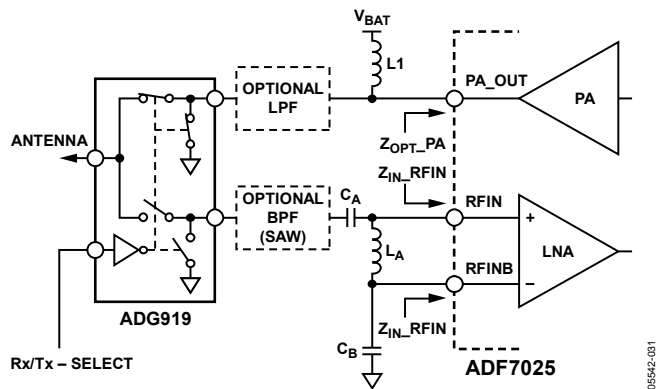 V_BAT
L1
OPTIONAL
LPF
PA_OUT
PA
ANTENNA
Z_OPT_PA
Z_IN_RFIN
OPTIONAL
BPF
(SAW)
C_A
RFIN
+
L_A
LNA
RFINB
–
ADG919
Z_IN_RFIN
C_B
Rx/Tx – SELECT
ADF7025
05542-031